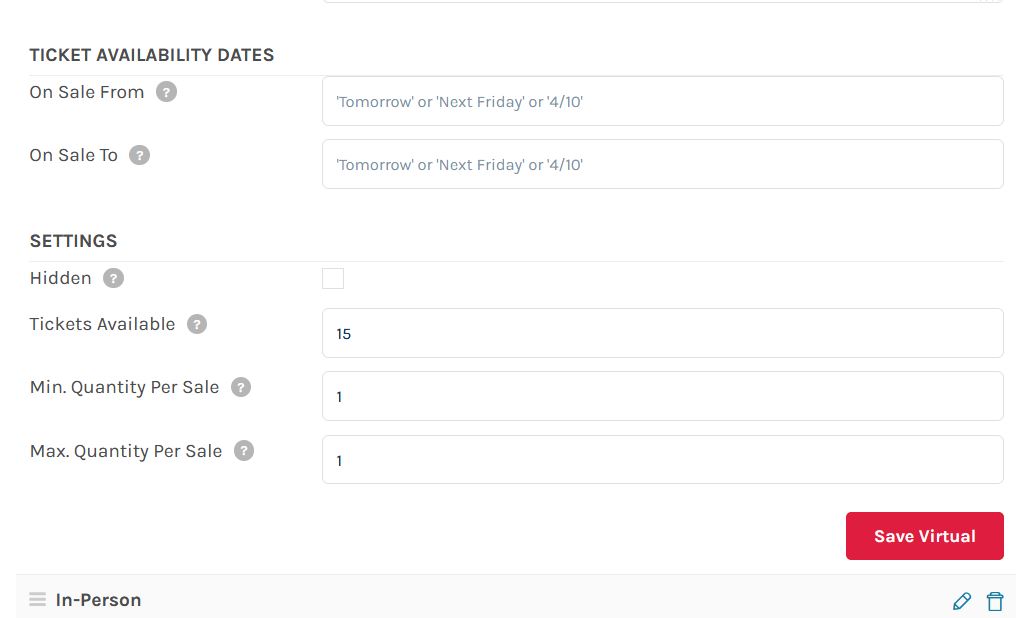 TICKET AVAILABILITY DATES
On Sale From ?
'Tomorrow' or 'Next Friday' or '4/10'
On Sale To ?
'Tomorrow' or 'Next Friday' or '4/10'
SETTINGS
Hidden ?
Tickets Available ?
15
Min. Quantity Per Sale ?
1
Max. Quantity Per Sale ?
1
Save Virtual
In-Person